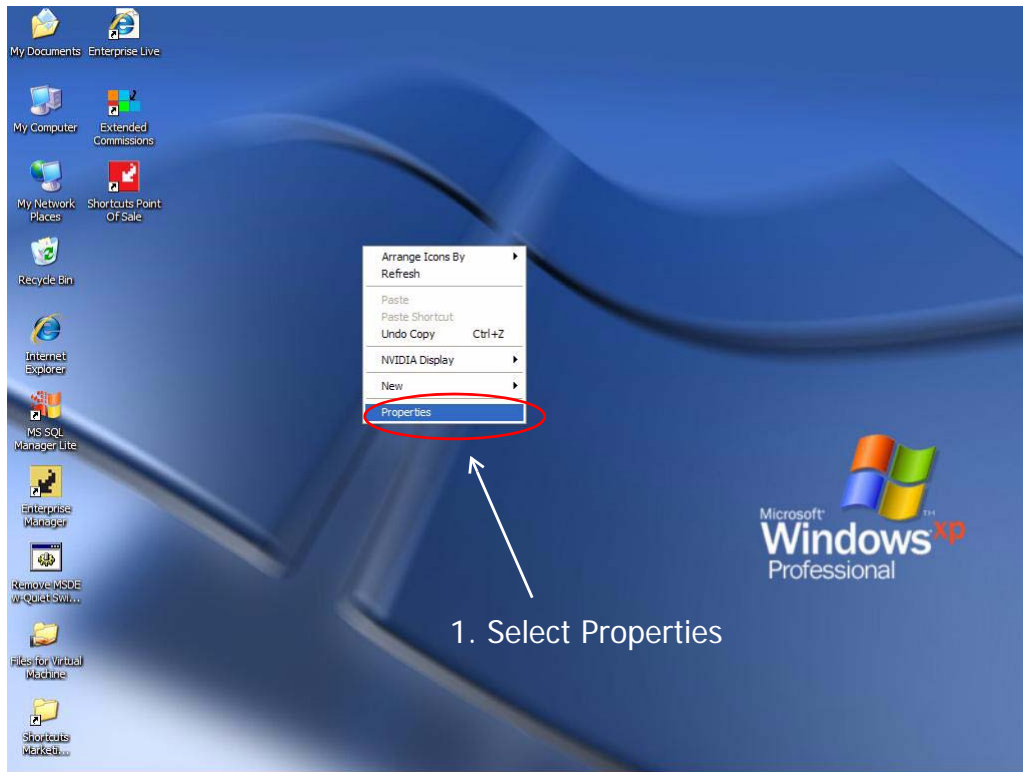 My Documents
Enterprise Live
My Computer
Extended
Commissions
My Network
Places
Shortcuts Point
Of Sale
Recycle Bin
Internet
Explorer
MS SQL
Manager Lite
Enterprise
Manager
Remove MSDE
w-Quiet Swi...
Files for Virtual
Machine
Shortcuts
Marketi...
Arrange Icons By
Refresh
Paste
Paste Shortcut
Undo Copy Ctrl+Z
NVIDIA Display
New
Properties
Microsoft
Windows xp
TM
Professional
1. Select Properties